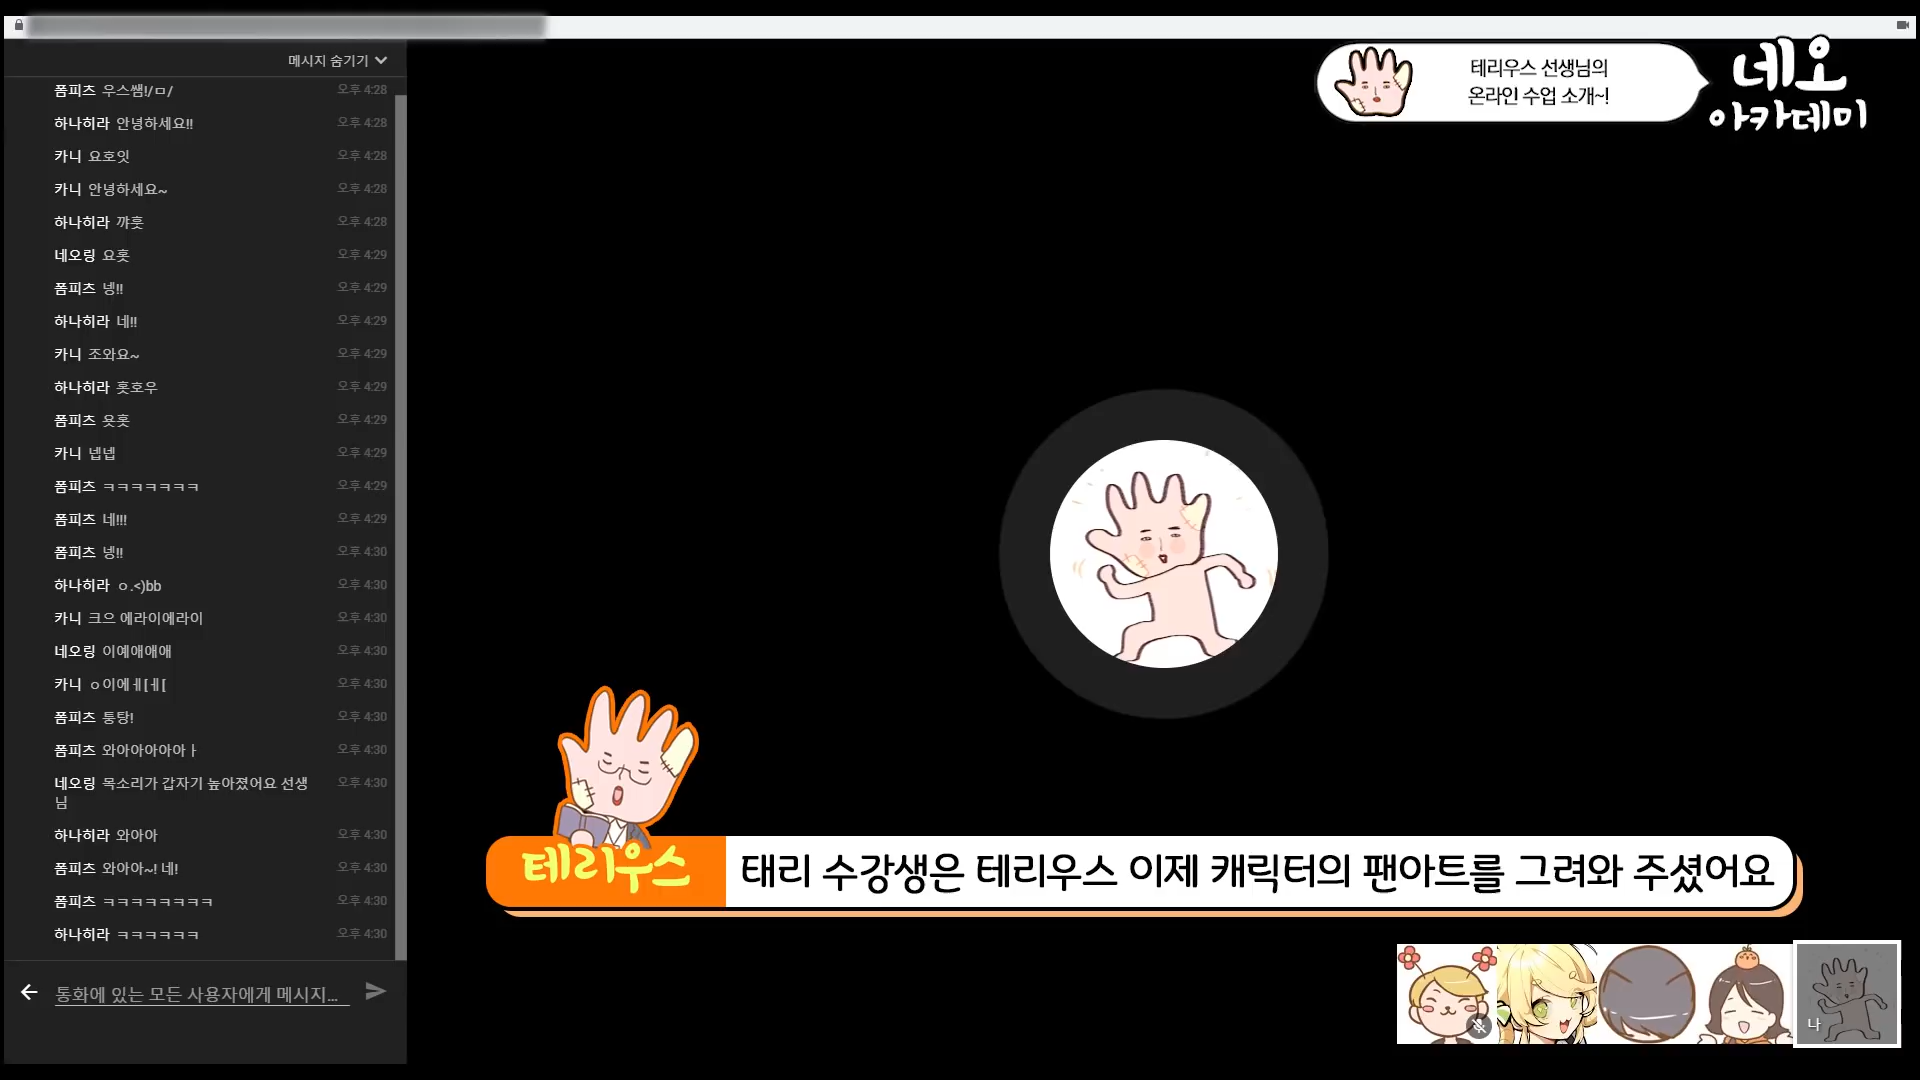 메시지 숨기기
폼피츠 우스쌤!/ㅁ/ 오후 4:28
하나히라 안녕하세요!! 오후 4:28
카니 요호잇 오후 4:28
카니 안녕하세요~ 오후 4:28
하나히라 꺄훗 오후 4:28
네오링 요홋 오후 4:29
폼피츠 넹!! 오후 4:29
하나히라 네!! 오후 4:29
카니 조와요~ 오후 4:29
하나히라 홋호우 오후 4:29
폼피츠 욧홋 오후 4:29
카니 넵넵 오후 4:29
폼피츠 ㅋㅋㅋㅋㅋㅋㅋ 오후 4:29
폼피츠 네!!! 오후 4:29
폼피츠 넹!! 오후 4:30
하나히라 ㅇ.<)bb 오후 4:30
카니 크으 에라이에라이 오후 4:30
네오링 이예애애애 오후 4:30
카니 ㅇ이에ㅔ[ㅔ[ 오후 4:30
폼피츠 퉁탕! 오후 4:30
폼피츠 와아아아아아ㅏ 오후 4:30
네오링 목소리가 갑자기 높아졌어요 선생 오후 4:30
님
하나히라 와아아 오후 4:30
폼피츠 와아아~! 네! 오후 4:30
폼피츠 ㅋㅋㅋㅋㅋㅋㅋㅋ 오후 4:30
하나히라 ㅋㅋㅋㅋㅋㅋ 오후 4:30
통화에 있는 모든 사용자에게 메시지...
테리우스 선생님의
온라인 수업 소개~!
네오
아카데미
테리우스
태리 수강생은 테리우스 이제 캐릭터의 팬아트를 그려와 주셨어요
나